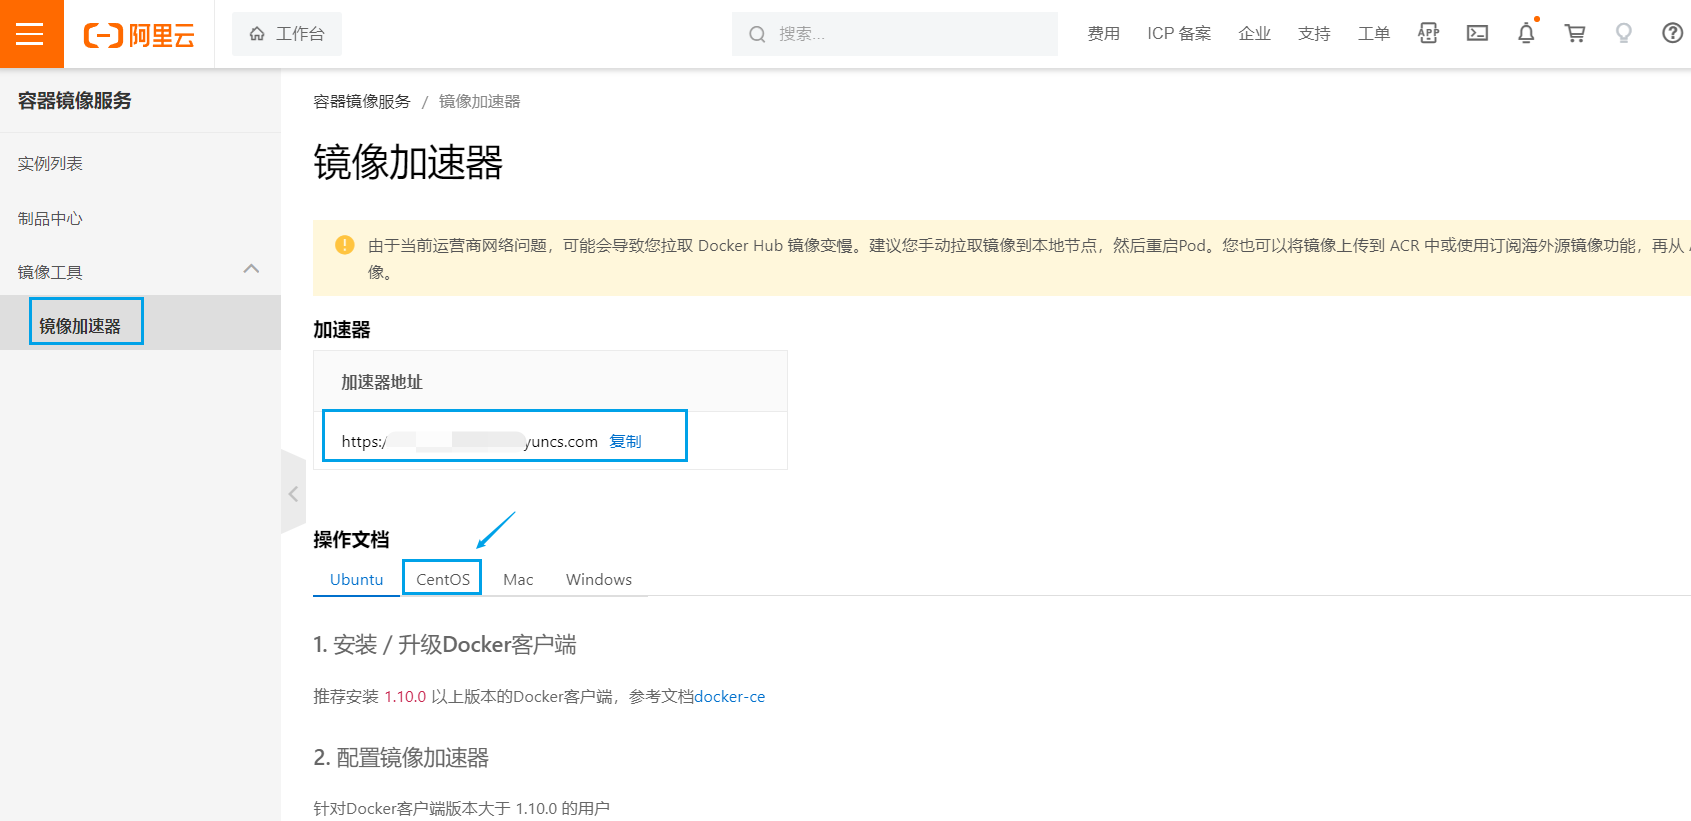 阿里云
工作台
搜索...
费用
ICP 备案
企业
支持
工单
APP
容器镜像服务
实例列表
制品中心
镜像工具
镜像加速器
容器镜像服务 / 镜像加速器
镜像加速器
由于当前运营商网络问题，可能会导致您拉取 Docker Hub 镜像变慢。建议您手动拉取镜像到本地节点，然后重启Pod。您也可以将镜像上传到 ACR 中或使用订阅海外源镜像功能，再从
像。
加速器
加速器地址
https:/ yuncs.com 复制
操作文档
Ubuntu
CentOS
Mac
Windows
1. 安装 / 升级Docker客户端
推荐安装 1.10.0 以上版本的Docker客户端，参考文档docker-ce
2. 配置镜像加速器
针对Docker客户端版本大于 1.10.0 的用户